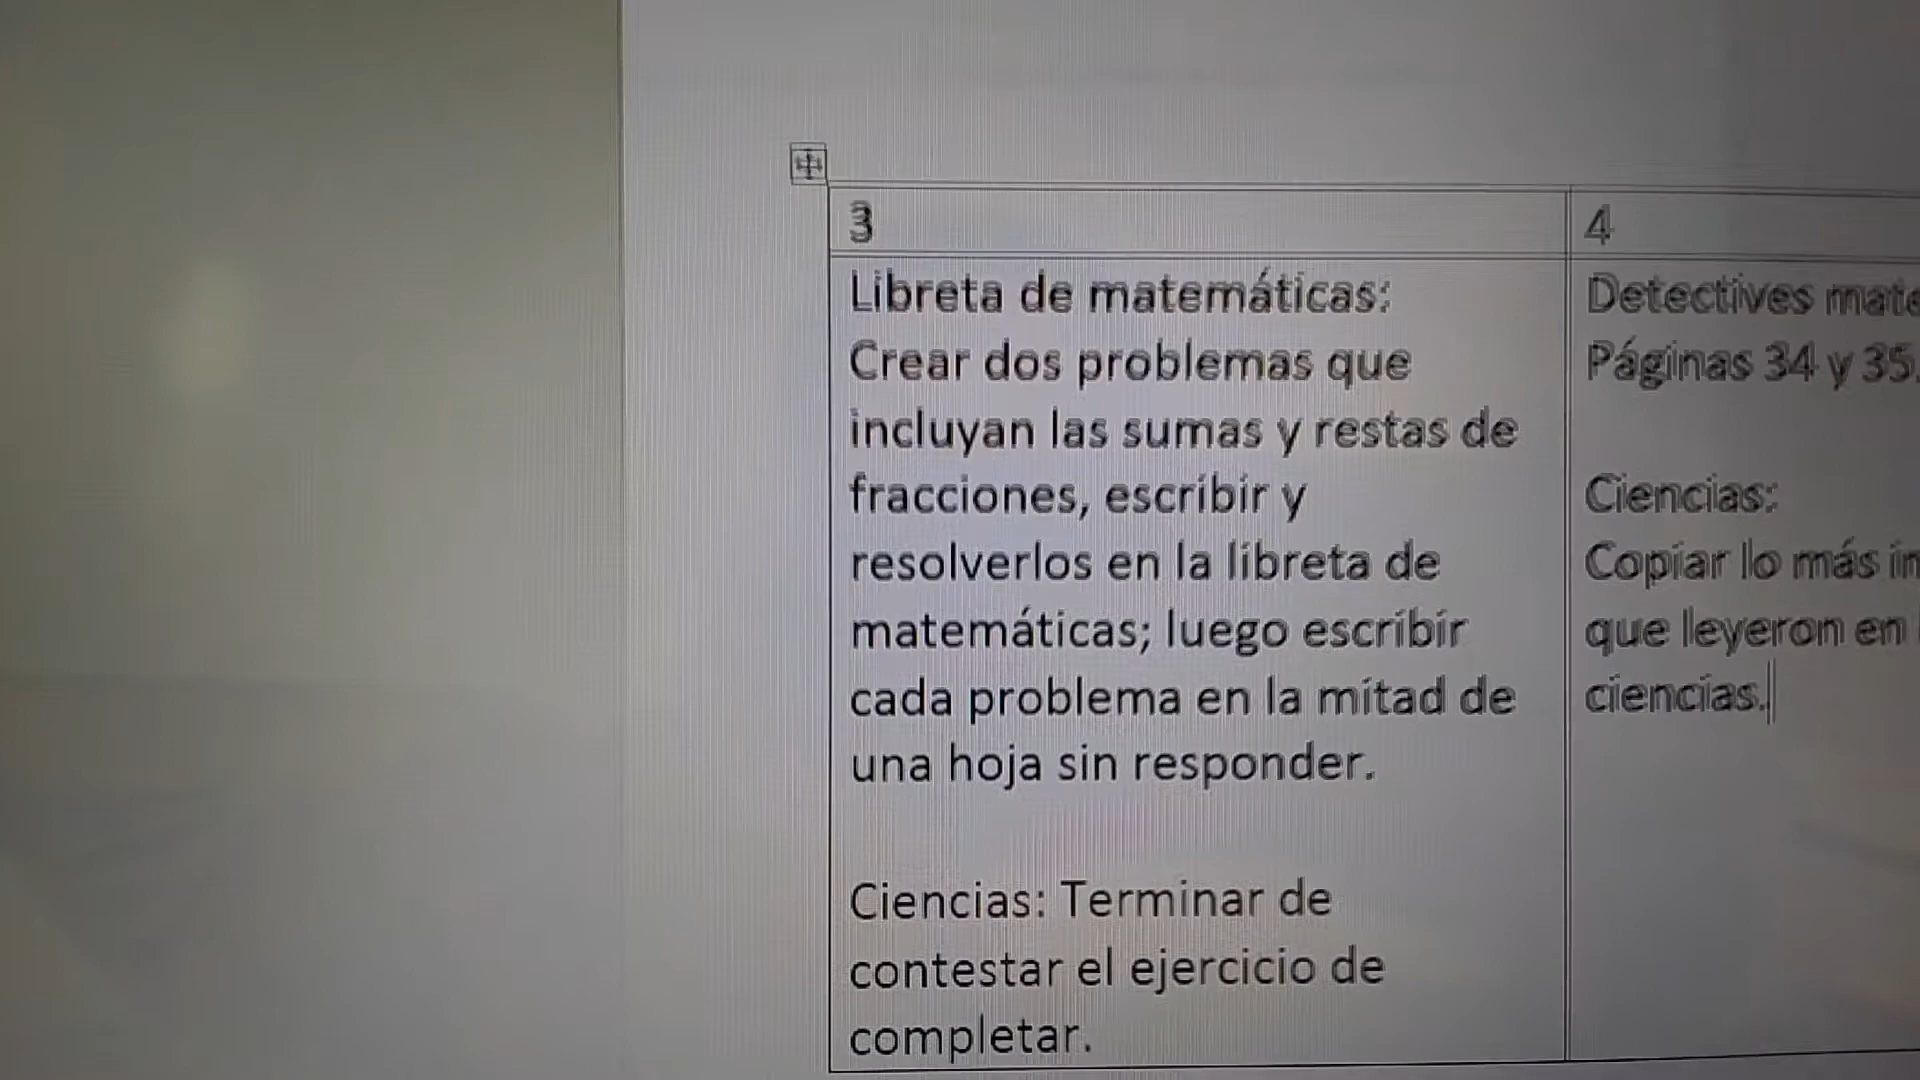 3
Libreta de matemáticas:
Crear dos problemas que
incluyan las sumas y restas de
fracciones, escribir y
resolverlos en la libreta de
matemáticas; luego escribir
cada problema en la mitad de
una hoja sin responder.
Ciencias: Terminar de
contestar el ejercicio de
completar.
4
Detectives
Páginas 34 y 35.
Ciencias:
Copiar lo más
que leyeron en
ciencias.